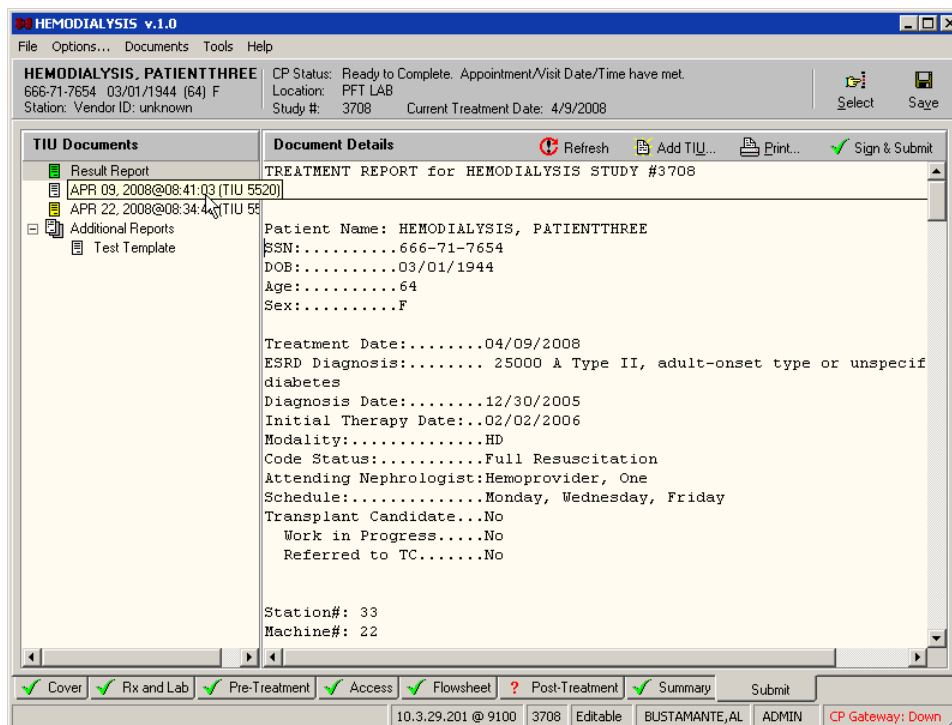 HEMODIALYSIS v.1.0
File Options... Documents Tools Help
HEMODIALYSIS, PATIENTTHREE
666-71-7654 03/01/1944 (64) F
Station: Vendor ID: unknown
CP Status: Ready to Complete. Appointment/Visit Date/Time have met.
Location: PFT LAB
Study #: 3708 Current Treatment Date: 4/9/2008
Select Save
TIU Documents
Result Report
APR 09, 2008@08:41:03 (TIU 5520)
APR 22, 2008@08:34:4 (TIU 55
Additional Reports
Test Template
Document Details Refresh Add TIU... Print... Sign & Submit
TREATMENT REPORT for HEMODIALYSIS STUDY #3708
Patient Name: HEMODIALYSIS, PATIENTTHREE
SSN:..........666-71-7654
DOB:..........03/01/1944
Age:..........64
Sex:..........F
Treatment Date:........04/09/2008
ESRD Diagnosis:........ 25000 A Type II, adult-onset type or unspecif
diabetes
Diagnosis Date:........12/30/2005
Initial Therapy Date:..02/02/2006
Modality:..............HD
Code Status:...........Full Resuscitation
Attending Nephrologist:Hemoprovider, One
Schedule:..............Monday, Wednesday, Friday
Transplant Candidate...No
Work in Progress.....No
Referred to TC.......No
Station#: 33
Machine#: 22
Cover Rx and Lab Pre-Treatment Access Flowsheet ? Post-Treatment Summary Submit
10.3.29.201 @ 9100 3708 Editable BUSTAMANTE,AL ADMIN CP Gateway: Down